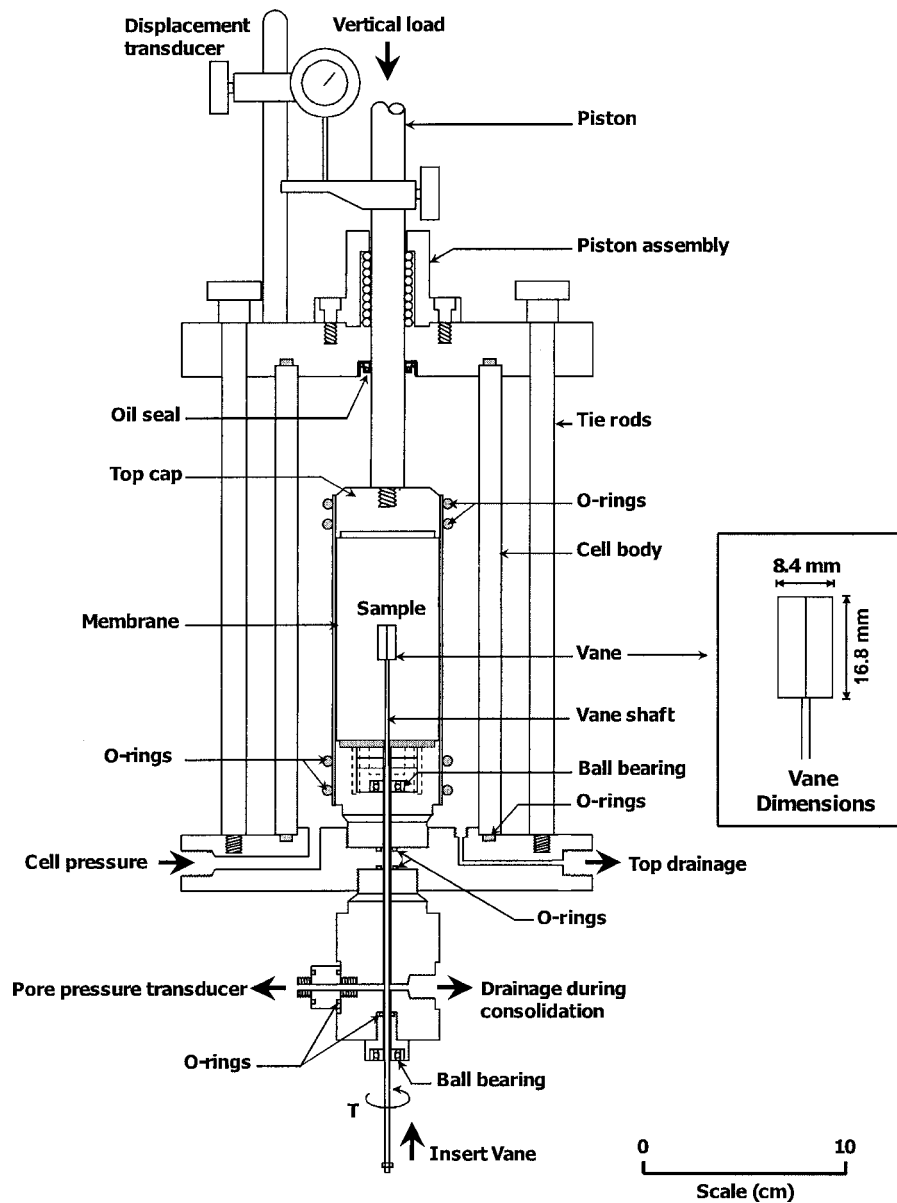 Displacement
transducer
Vertical load
Piston
Piston assembly
Oil seal
Tie rods
Top cap
O-rings
Cell body
8.4 mm
16.8 mm
Sample
Membrane
Vane
Vane shaft
O-rings
Ball bearing
O-rings
Vane
Dimensions
Cell pressure
Top drainage
O-rings
Pore pressure transducer
Drainage during
consolidation
O-rings
Ball bearing
T
Insert Vane
0
10
Scale (cm)